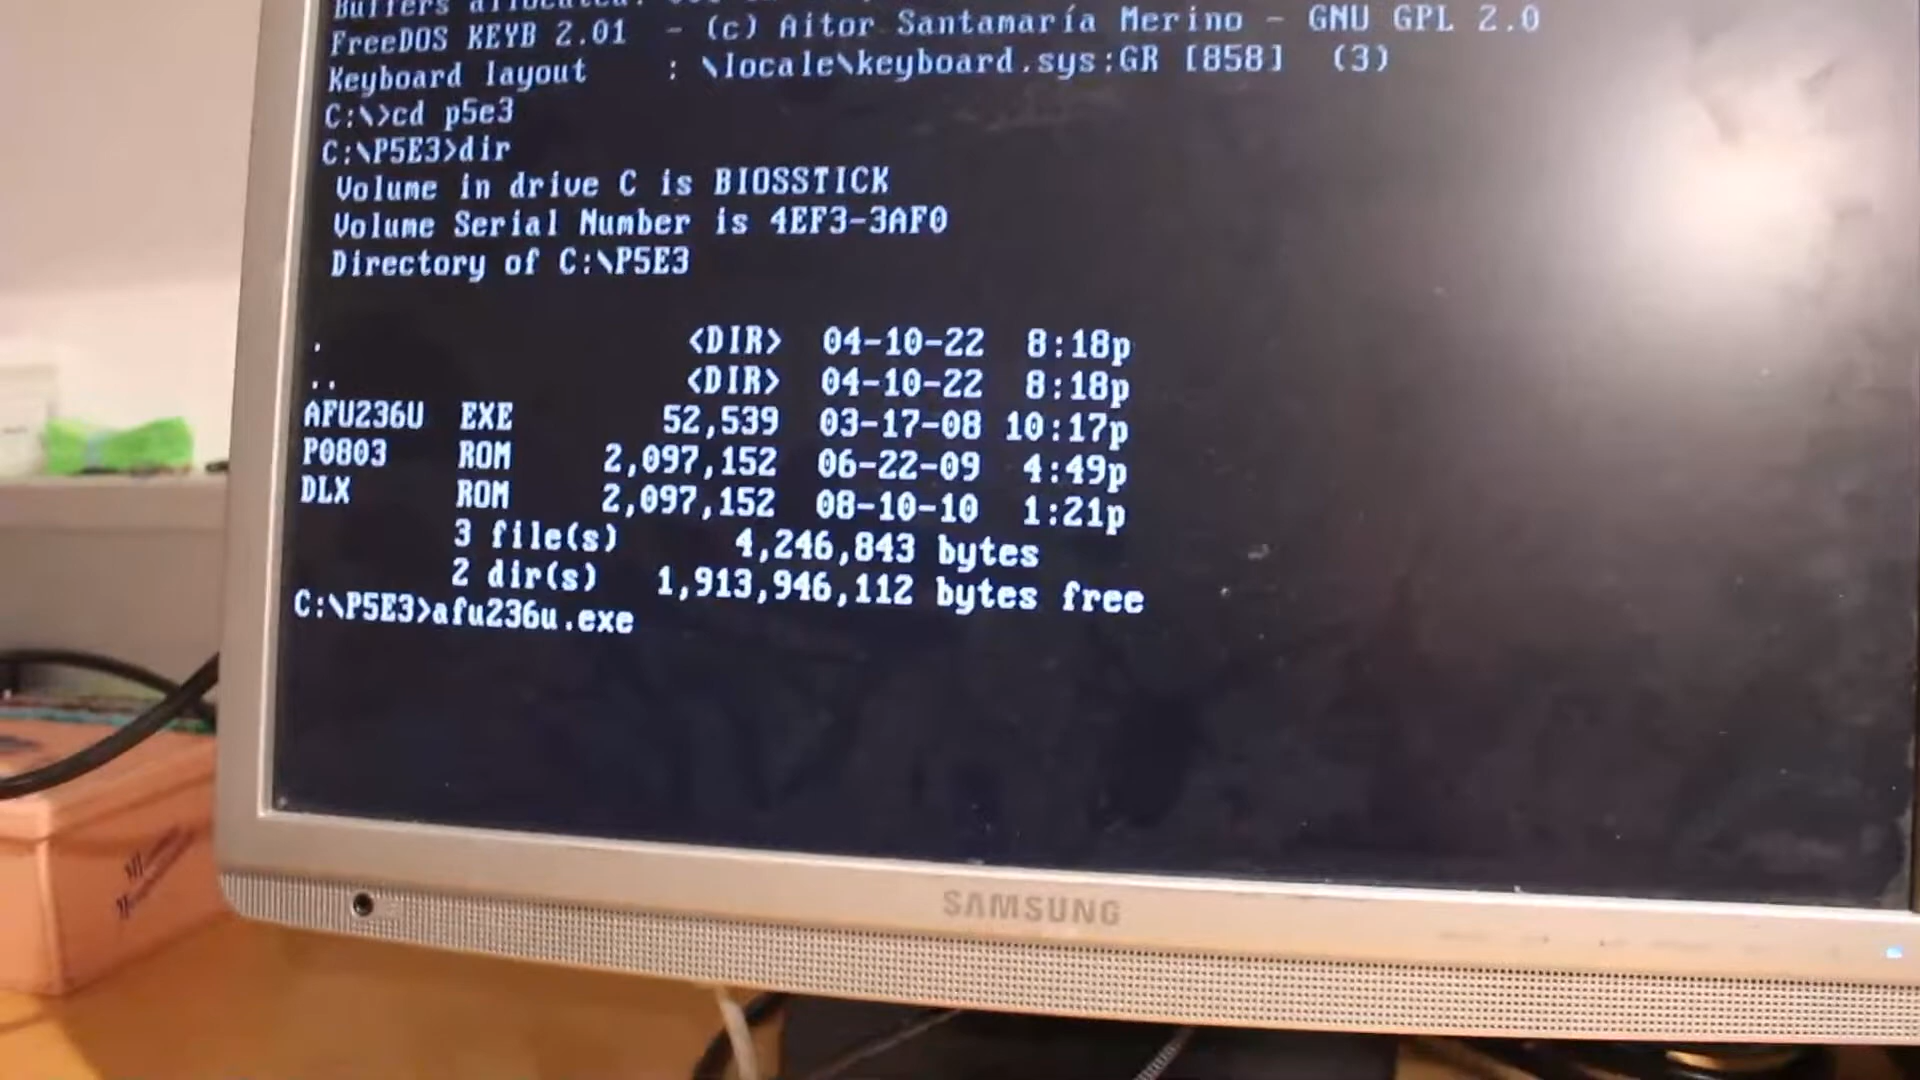 Buffers allocated:
FreeDOS KEYB 2.01 - (c) Aitor Santamaría Merino - GNU GPL 2.0
Keyboard layout : \locale\keyboard.sys:GR [858] (3)
C:\>cd p5e3
C:\P5E3>dir
Volume in drive C is BIOSSTICK
Volume Serial Number is 4EF3-3AF0
Directory of C:\P5E3
. <DIR> 04-10-22 8:18p
.. <DIR> 04-10-22 8:18p
AFU236U EXE 52,539 03-17-08 10:17p
P0803 ROM 2,097,152 06-22-09 4:49p
DLX ROM 2,097,152 08-10-10 1:21p
3 file(s) 4,246,843 bytes
2 dir(s) 1,913,946,112 bytes free
C:\P5E3>afu236u.exe
SAMSUNG